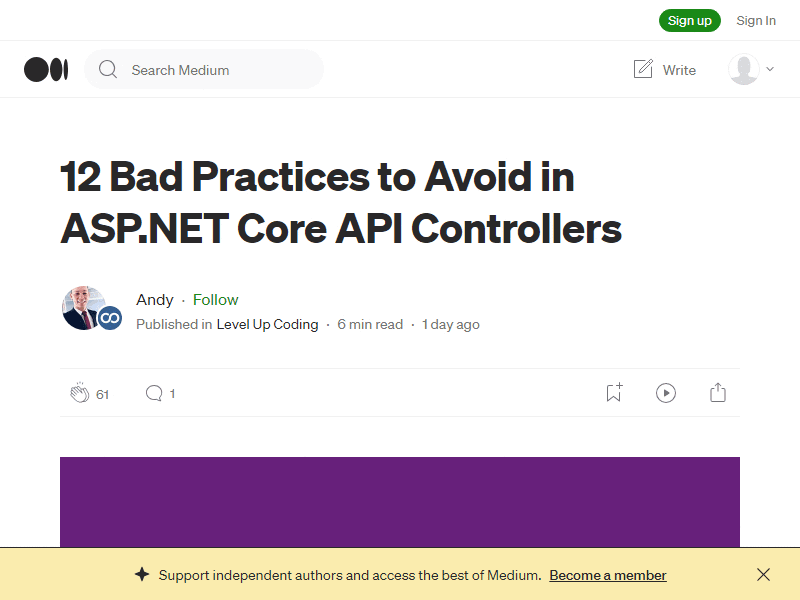 Sign up Sign In
Search Medium Write
12 Bad Practices to Avoid in
ASP.NET Core API Controllers
Andy · Follow
Published in Level Up Coding · 6 min read · 1 day ago
61 1
Support independent authors and access the best of Medium. Become a member